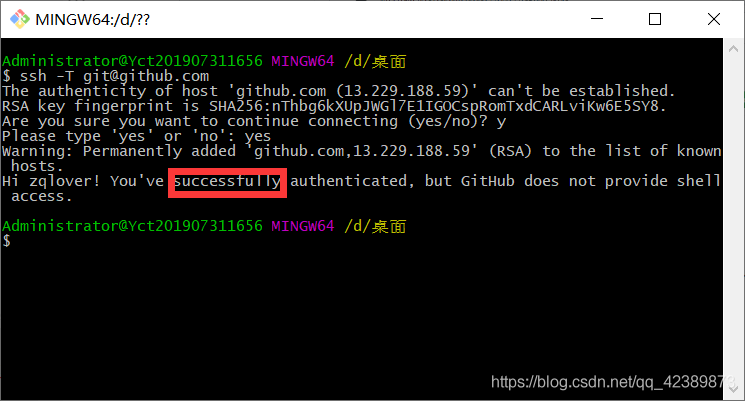 MINGW64:/d/??
Administrator@Yct201907311656 MINGW64 /d/桌面
$ ssh -T git@github.com
The authenticity of host 'github.com (13.229.188.59)' can't be established.
RSA key fingerprint is SHA256:nThbg6kXUpJWGl7E1IGOCspRomTxdCARLviKw6E5SY8.
Are you sure you want to continue connecting (yes/no)? y
Please type 'yes' or 'no': yes
Warning: Permanently added 'github.com,13.229.188.59' (RSA) to the list of known
hosts.
Hi zqlover! You've successfully authenticated, but GitHub does not provide shell
access.
Administrator@Yct201907311656 MINGW64 /d/桌面
$
https://blog.csdn.net/qq_42389873